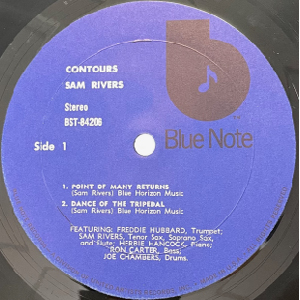 CONTOURS
SAM RIVERS
Stereo
BST-84206
Blue Note
Side 1
1. POINT OF MANY RETURNS
(Sam Rivers) Blue Horizon Music
2. DANCE OF THE TRIPEDAL
(Sam Rivers) Blue Horizon Music
FEATURING: FREDDIE HUBBARD, Trumpet;
SAM RIVERS, Tenor Sax, Soprano Sax,
and Flute; HERBIE HANCOCK, Piano;
RON CARTER, Bass;
JOE CHAMBERS, Drums.